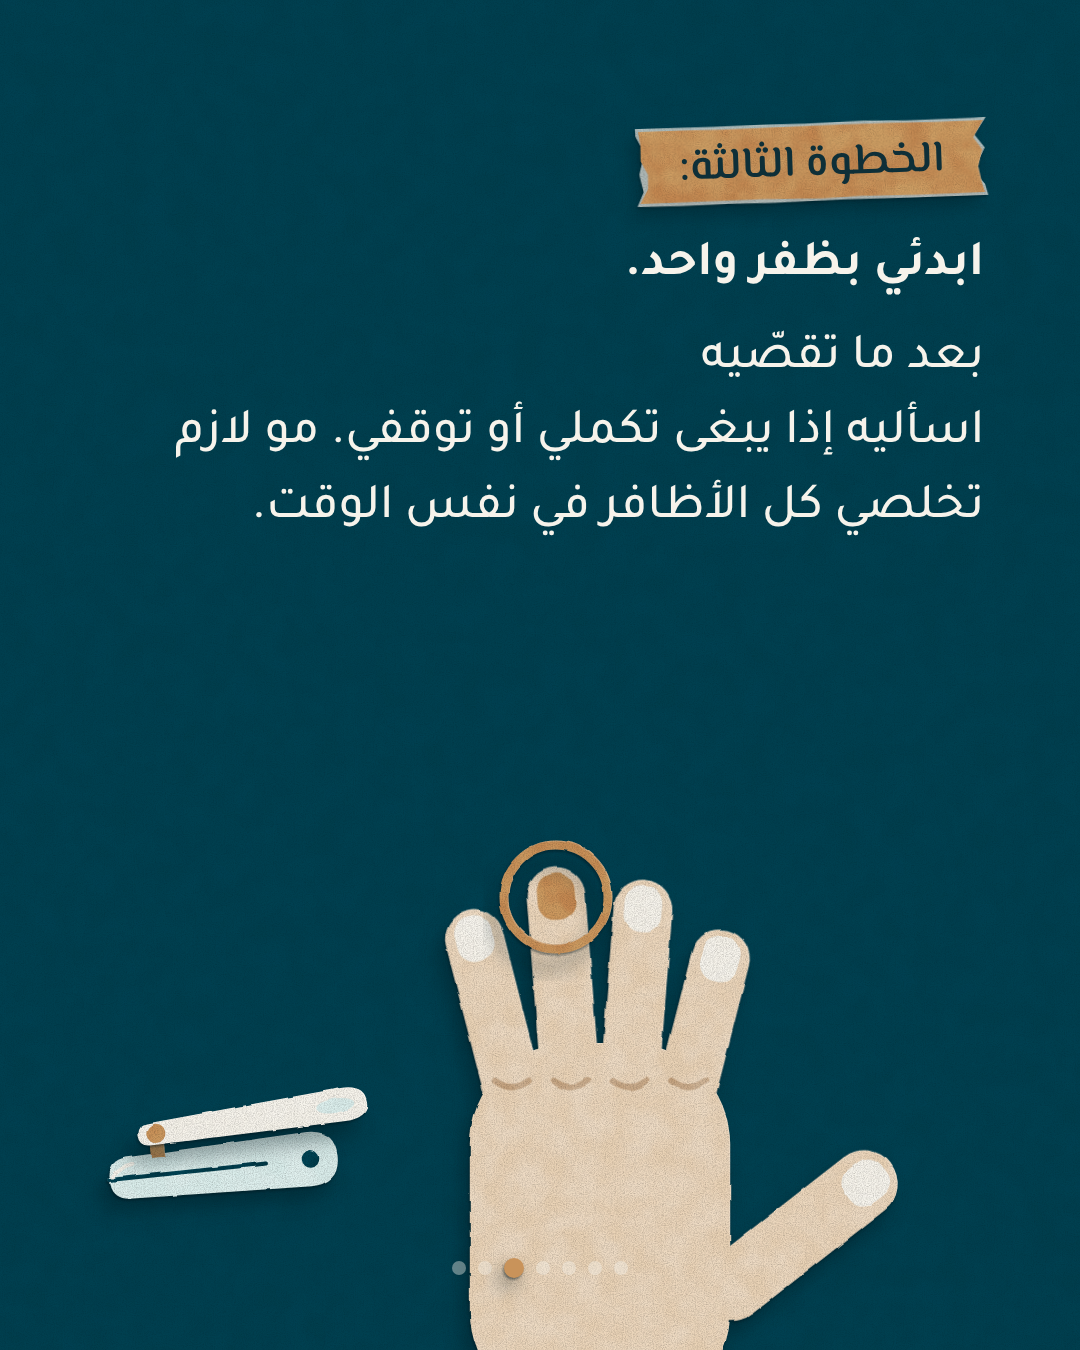 الخطوة الثالثة:
ابدئي بظفر واحد.
بعد ما تقصّيه
اسأليه إذا يبغى تكملي أو توقفي. مو لازم
تخلصي كل الأظافر في نفس الوقت.